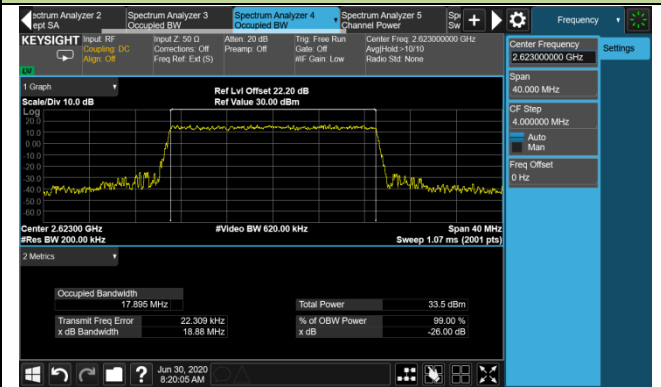 ectrum Analyzer 2
ept SA
Spectrum Analyzer 3
Occupied BW
Spectrum Analyzer 4
Occupied BW
Spectrum Analyzer 5
Channel Power
Sp
Sw
Frequency
KEYSIGHT
Input: RF
Coupling: DC
Align: Off
Input Z: 50 Ω
Corrections: Off
Freq Ref: Ext (S)
Atten: 20 dB
Preamp: Off
Trig: Free Run
Gate: Off
#IF Gain: Low
Center Freq: 2.623000000 GHz
Avg|Hold:>10/10
Radio Std: None
LV
Center Frequency
2.623000000 GHz
Settings
Span
40.000 MHz
CF Step
4.000000 MHz
Auto
Man
Freq Offset
0 Hz
1 Graph
Scale/Div 10.0 dB
Ref Lvl Offset 22.20 dB
Ref Value 30.00 dBm
Log
20.0
10.0
0.00
-10.0
-20.0
-30.0
-40.0
-50.0
-60.0
Center 2.62300 GHz
#Res BW 200.00 kHz
#Video BW 620.00 kHz
Span 40 MHz
Sweep 1.07 ms (2001 pts)
2 Metrics
Occupied Bandwidth
17.895 MHz
Total Power 33.5 dBm
Transmit Freq Error 22.309 kHz
% of OBW Power 99.00 %
x dB Bandwidth 18.88 MHz
x dB -26.00 dB
Jun 30, 2020
8:20:05 AM